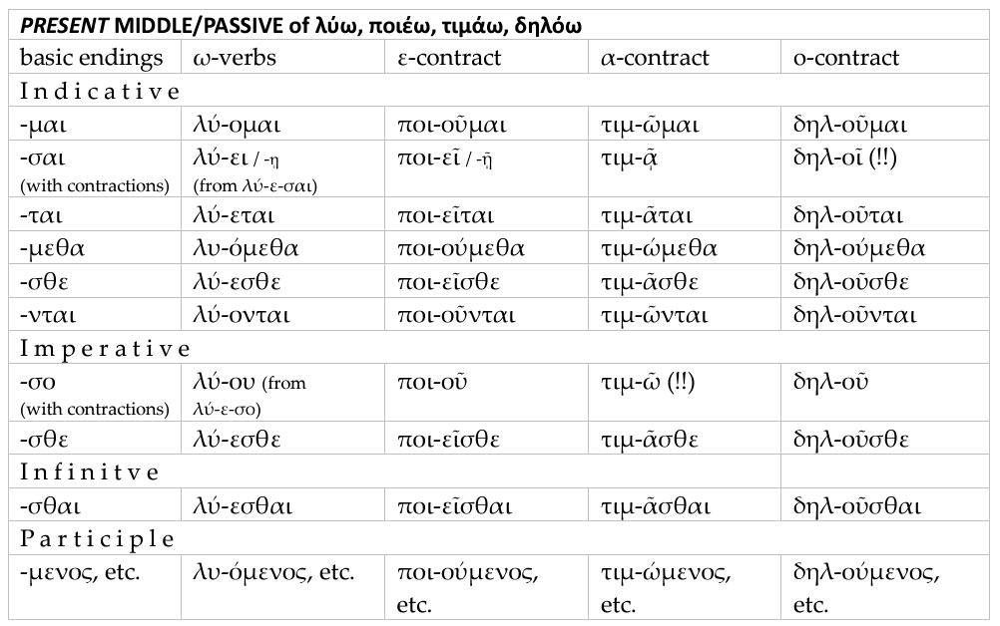 PRESENT MIDDLE/PASSIVE of λύω, ποιέω, τιμάω, δηλόω
basic endings ω-verbs ε-contract α-contract ο-contract
Indicative
-μαι λύ-ομαι ποι-οῦμαι τιμ-ῶμαι δηλ-οῦμαι
-σαι λύ-ει / -η ποι-εῖ / -ῇ τιμ-ᾷ δηλ-οῖ (!!)
(with contractions) (from λύ-ε-σαι)
-ται λύ-εται ποι-εῖται τιμ-ᾶται δηλ-οῦται
-μεθα λυ-όμεθα ποι-ούμεθα τιμ-ώμεθα δηλ-ούμεθα
-σθε λύ-εσθε ποι-εῖσθε τιμ-ᾶσθε δηλ-οῦσθε
-νται λύ-ονται ποι-οῦνται τιμ-ῶνται δηλ-οῦνται
Imperative
-σο λύ-ου (from ποι-οῦ τιμ-ῶ (!!) δηλ-οῦ
(with contractions) λύ-ε-σο)
-σθε λύ-εσθε ποι-εῖσθε τιμ-ᾶσθε δηλ-οῦσθε
Infinitve
-σθαι λύ-εσθαι ποι-εῖσθαι τιμ-ᾶσθαι δηλ-οῦσθαι
Participle
-μενος, etc. λυ-όμενος, etc. ποι-ούμενος, τιμ-ώμενος, δηλ-ούμενος,
etc. etc. etc.